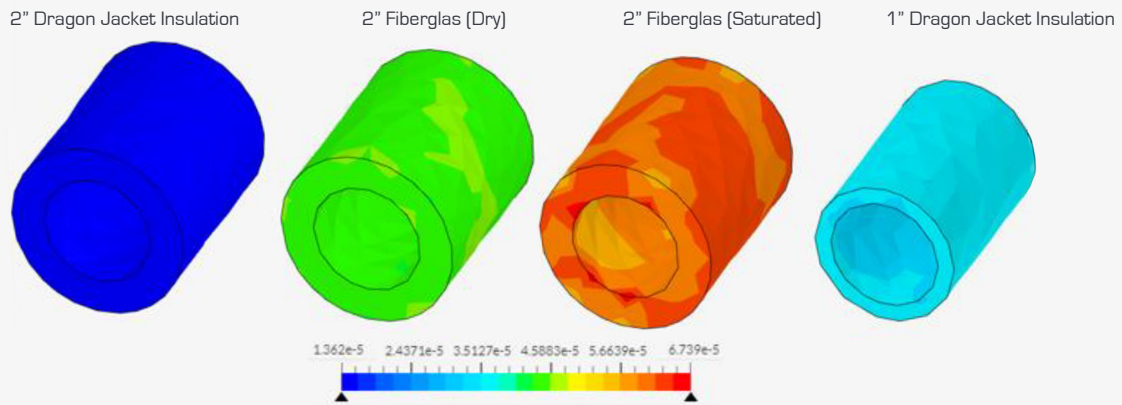 2” Dragon Jacket Insulation
2” Fiberglas (Dry)
2” Fiberglas (Saturated)
1” Dragon Jacket Insulation
1.362e-5 2.4371e-5 3.5127e-5 4.5883e-5 5.6639e-5 6.739e-5